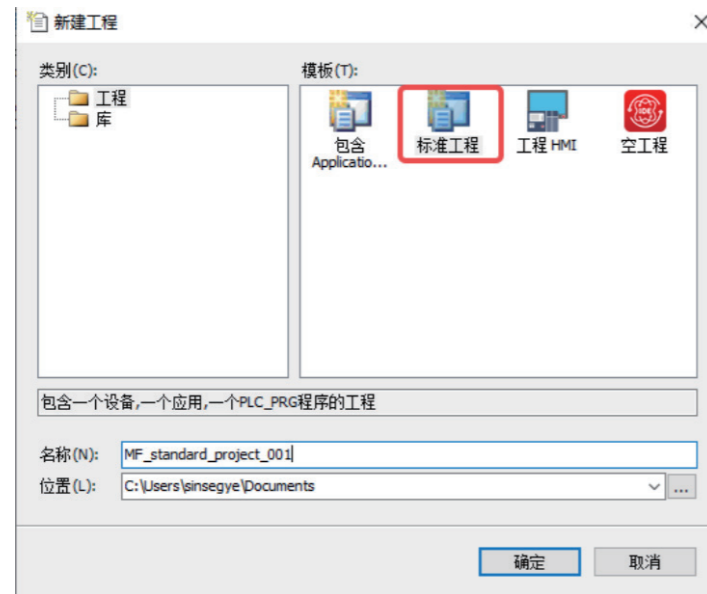 新建工程
类别(C):
模板(T):
工程
库
包含
Applicatio...
标准工程
工程 HMI
空工程
包含一个设备,一个应用,一个PLC_PRG程序的工程
名称(N):
MF_standard_project_001
位置(L):
C:\Users\sinsegye\Documents
...
确定
取消